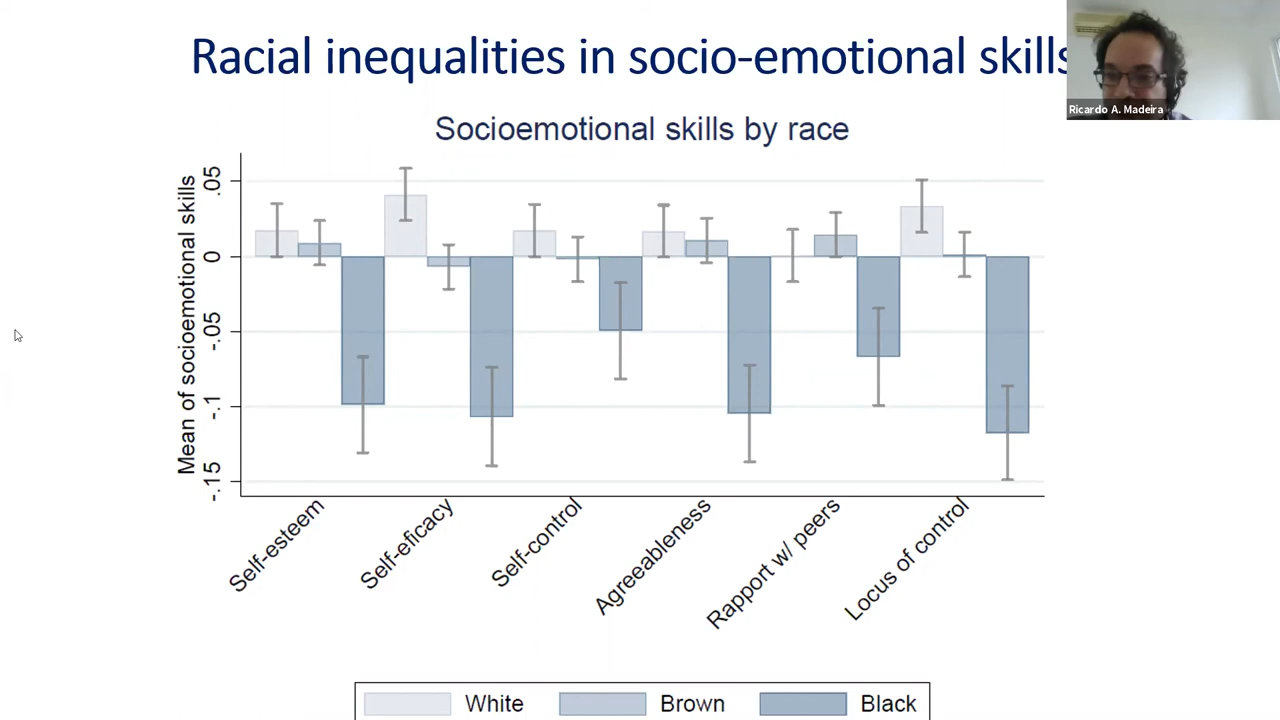 Racial inequalities in socio-emotional skills
Ricardo A. Madeira
Socioemotional skills by race
Mean of socioemotional skills
.05
0
-.05
-.1
-.15
Self-esteem
Self-eficacy
Self-control
Agreeableness
Rapport w/ peers
Locus of control
White
Brown
Black